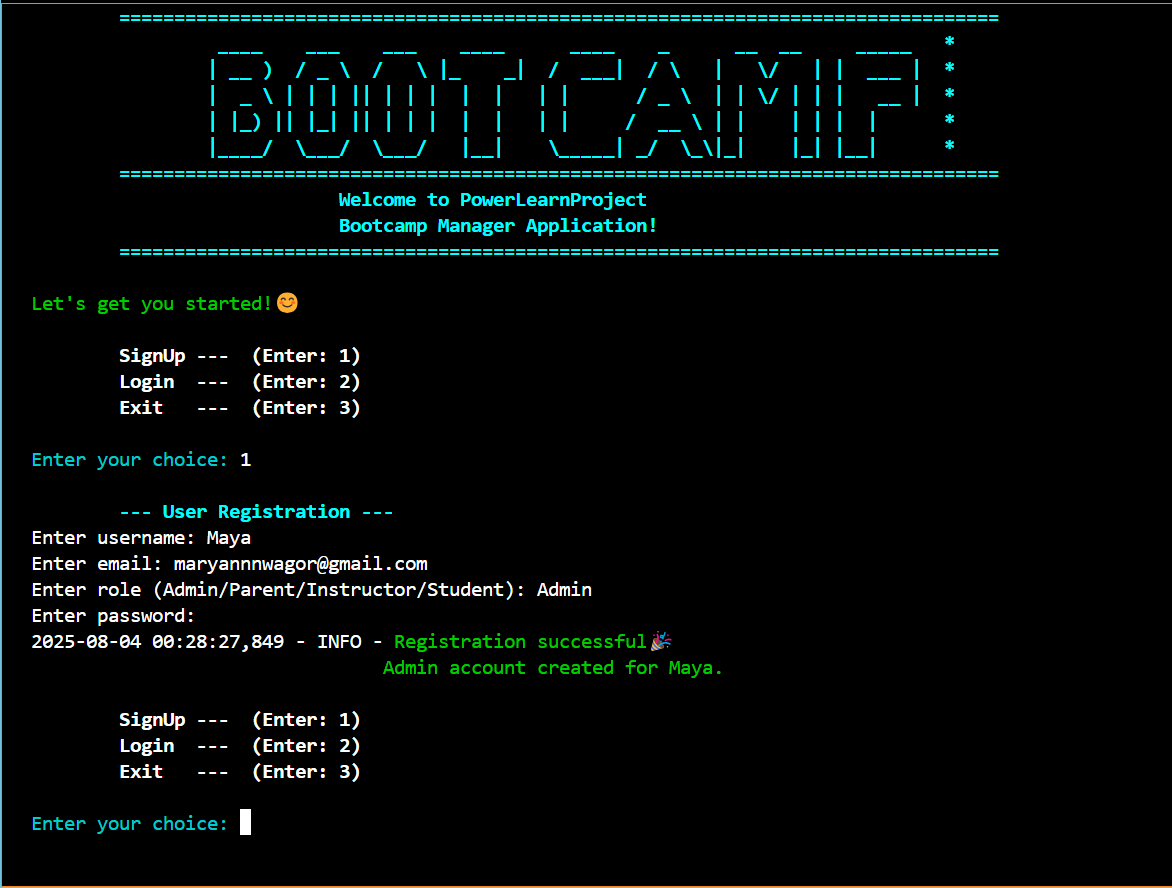 ================================================================================
BOOTCAMP
================================================================================
Welcome to PowerLearnProject
Bootcamp Manager Application!
================================================================================
Let's get you started!😊
SignUp ---  (Enter: 1)
Login  ---  (Enter: 2)
Exit   ---  (Enter: 3)
Enter your choice: 1
--- User Registration ---
Enter username: Maya
Enter email: maryannnwagor@gmail.com
Enter role (Admin/Parent/Instructor/Student): Admin
Enter password:
2025-08-04 00:28:27,849 - INFO - Registration successful🎉
Admin account created for Maya.
SignUp ---  (Enter: 1)
Login  ---  (Enter: 2)
Exit   ---  (Enter: 3)
Enter your choice: